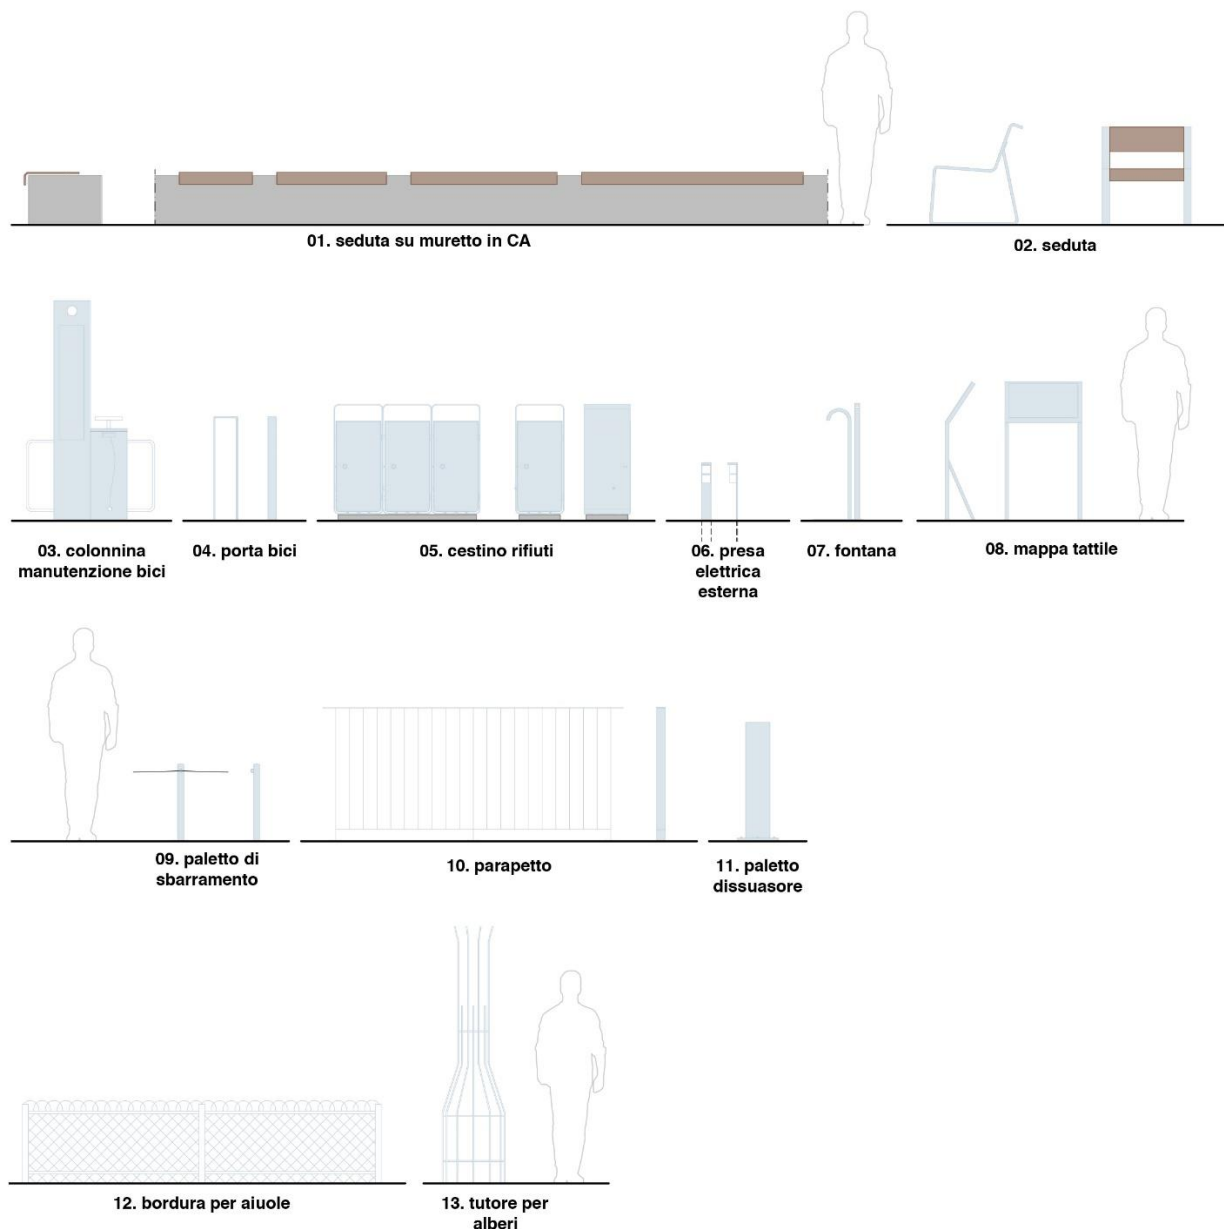 01. seduta su muretto in CA
02. seduta
03. colonnina
manutenzione bici
04. porta bici
05. cestino rifiuti
06. presa
elettrica
esterna
07. fontana
08. mappa tattile
09. paletto di
sbarramento
10. parapetto
11. paletto
dissuasore
12. bordura per aiuole
13. tutore per
alberi